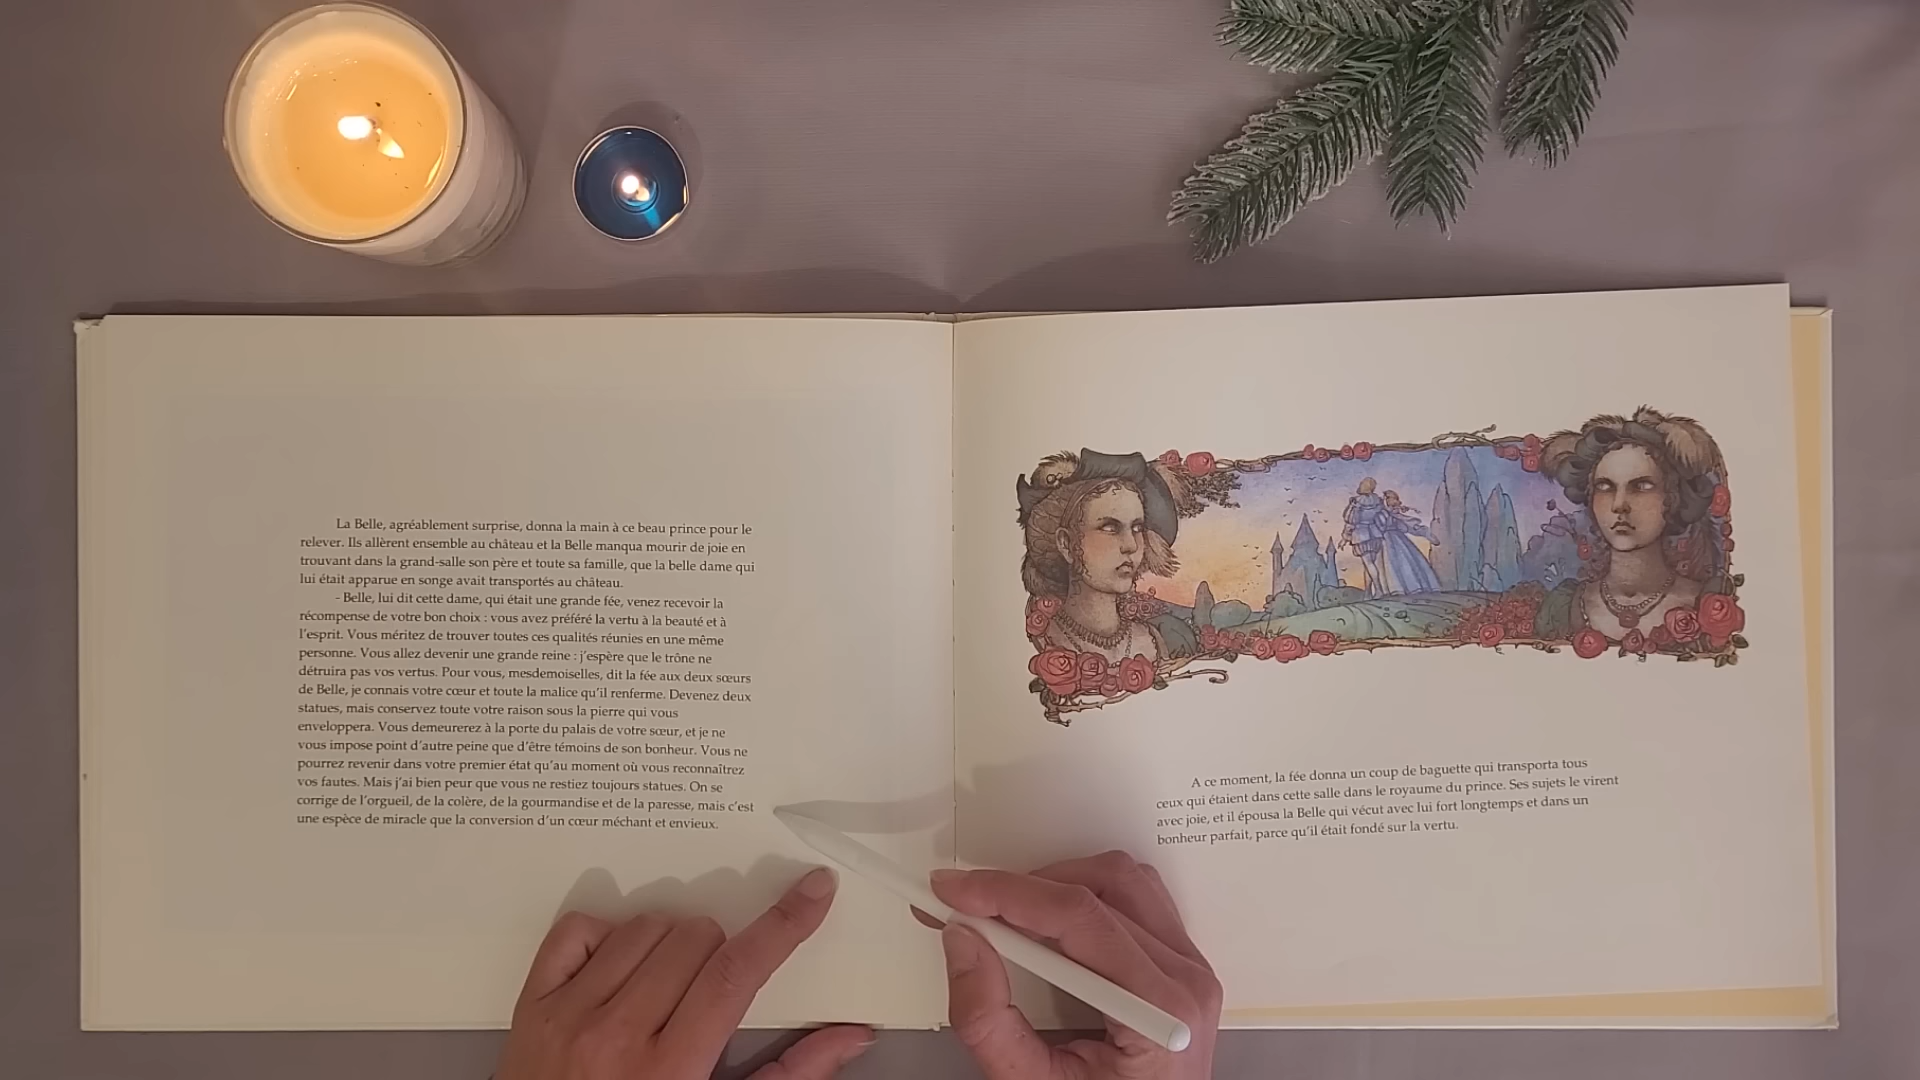 La Belle, agréablement surprise, donna la main à ce beau prince pour le
relever. Ils allèrent ensemble au château et la Belle manqua mourir de joie en
trouvant dans la grand-salle son père et toute sa famille, que la belle dame qui
lui était apparue en songe avait transportés au château.
- Belle, lui dit cette dame, qui était une grande fée, venez recevoir la
récompense de votre bon choix : vous avez préféré la vertu à la beauté et à
l'esprit. Vous méritez de trouver toutes ces qualités réunies en une même
personne. Vous allez devenir une grande reine : j'espère que le trône ne
détruira pas vos vertus. Pour vous, mesdemoiselles, dit la fée aux deux sœurs
de Belle, je connais votre cœur et toute la malice qu'il renferme. Devenez deux
statues, mais conservez toute votre raison sous la pierre qui vous
enveloppera. Vous demeurerez à la porte du palais de votre sœur, et je ne
vous impose point d'autre peine que d'être témoins de son bonheur. Vous ne
pourrez revenir dans votre premier état qu'au moment où vous reconnaîtrez
vos fautes. Mais j'ai bien peur que vous ne restiez toujours statues. On se
corrige de l'orgueil, de la colère, de la gourmandise et de la paresse, mais c'est
une espèce de miracle que la conversion d'un cœur méchant et envieux.
A ce moment, la fée donna un coup de baguette qui transporta tous
ceux qui étaient dans cette salle dans le royaume du prince. Ses sujets le virent
avec joie, et il épousa la Belle qui vécut avec lui fort longtemps et dans un
bonheur parfait, parce qu'il était fondé sur la vertu.